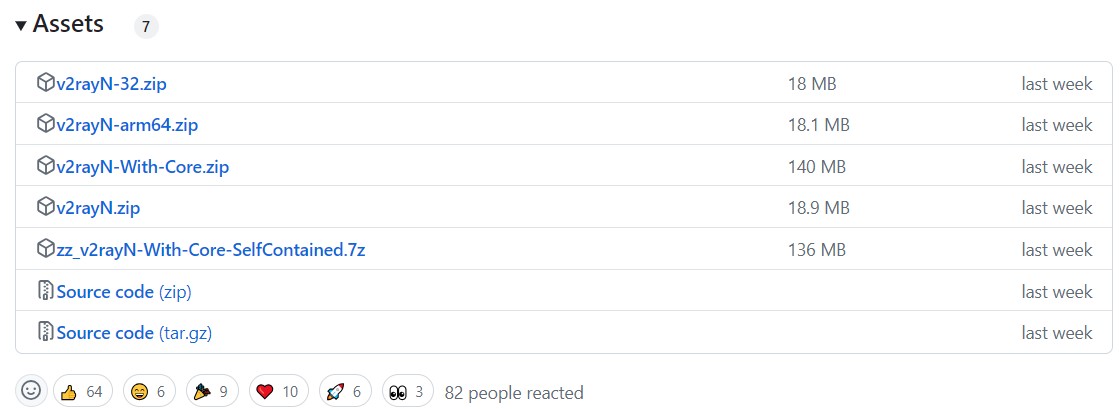 Assets 7
v2rayN-32.zip 18 MB last week
v2rayN-arm64.zip 18.1 MB last week
v2rayN-With-Core.zip 140 MB last week
v2rayN.zip 18.9 MB last week
zz_v2rayN-With-Core-SelfContained.7z 136 MB last week
Source code (zip) last week
Source code (tar.gz) last week
64 6 9 10 6 3 82 people reacted